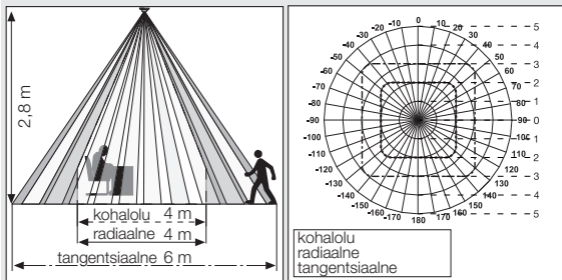 2,8 m
kohalolu 4 m
radiaalne 4 m
tangentsiaalne 6 m
-10 0 10
-20 20
-30 30
-40 40
-50 50
-60 60
-70 70
-80 80
-90 90
-100 100
-110 110
-120 120
-130 130
-140 140
-150 150
-160 160
-170 180 170
5
4
3
2
1
0
1
2
3
4
5
kohalolu
radiaalne
tangentsiaalne